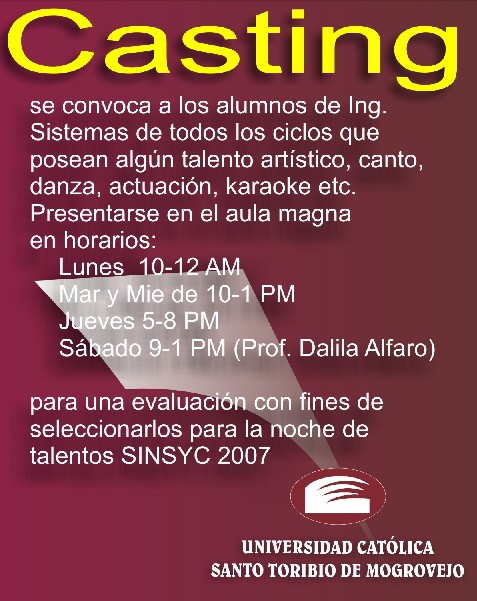 Casting
se convoca a los alumnos de Ing.
Sistemas de todos los ciclos que
posean algún talento artístico, canto,
danza, actuación, karaoke etc.
Presentarse en el aula magna
en horarios:
Lunes 10-12 AM
Mar y Mie de 10-1 PM
Jueves 5-8 PM
Sábado 9-1 PM (Prof. Dalila Alfaro)
para una evaluación con fines de
seleccionarlos para la noche de
talentos SINSYC 2007
UNIVERSIDAD CATÓLICA
SANTO TORIBIO DE MOGROVEJO